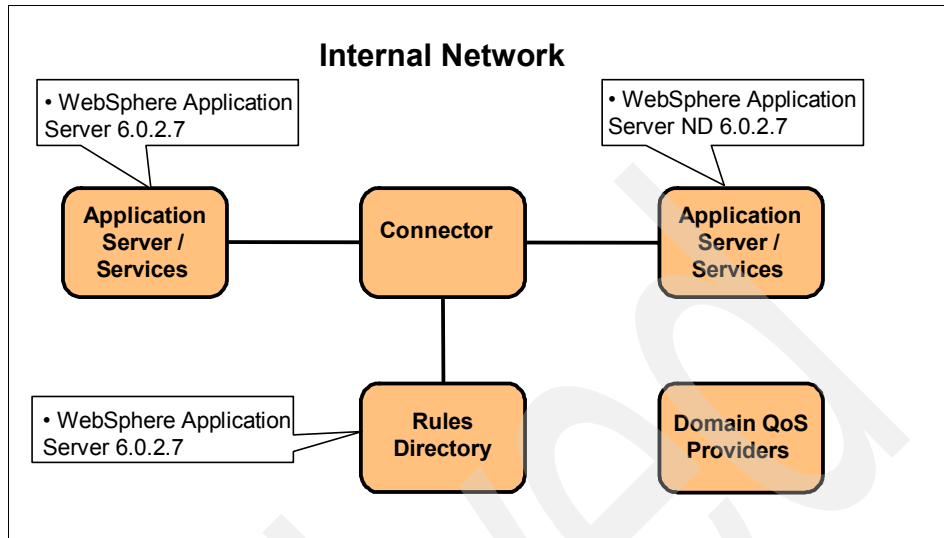 Internal Network
• WebSphere Application
Server 6.0.2.7
• WebSphere Application
Server ND 6.0.2.7
Application
Server /
Services
Connector
Application
Server /
Services
• WebSphere Application
Server 6.0.2.7
Rules
Directory
Domain QoS
Providers